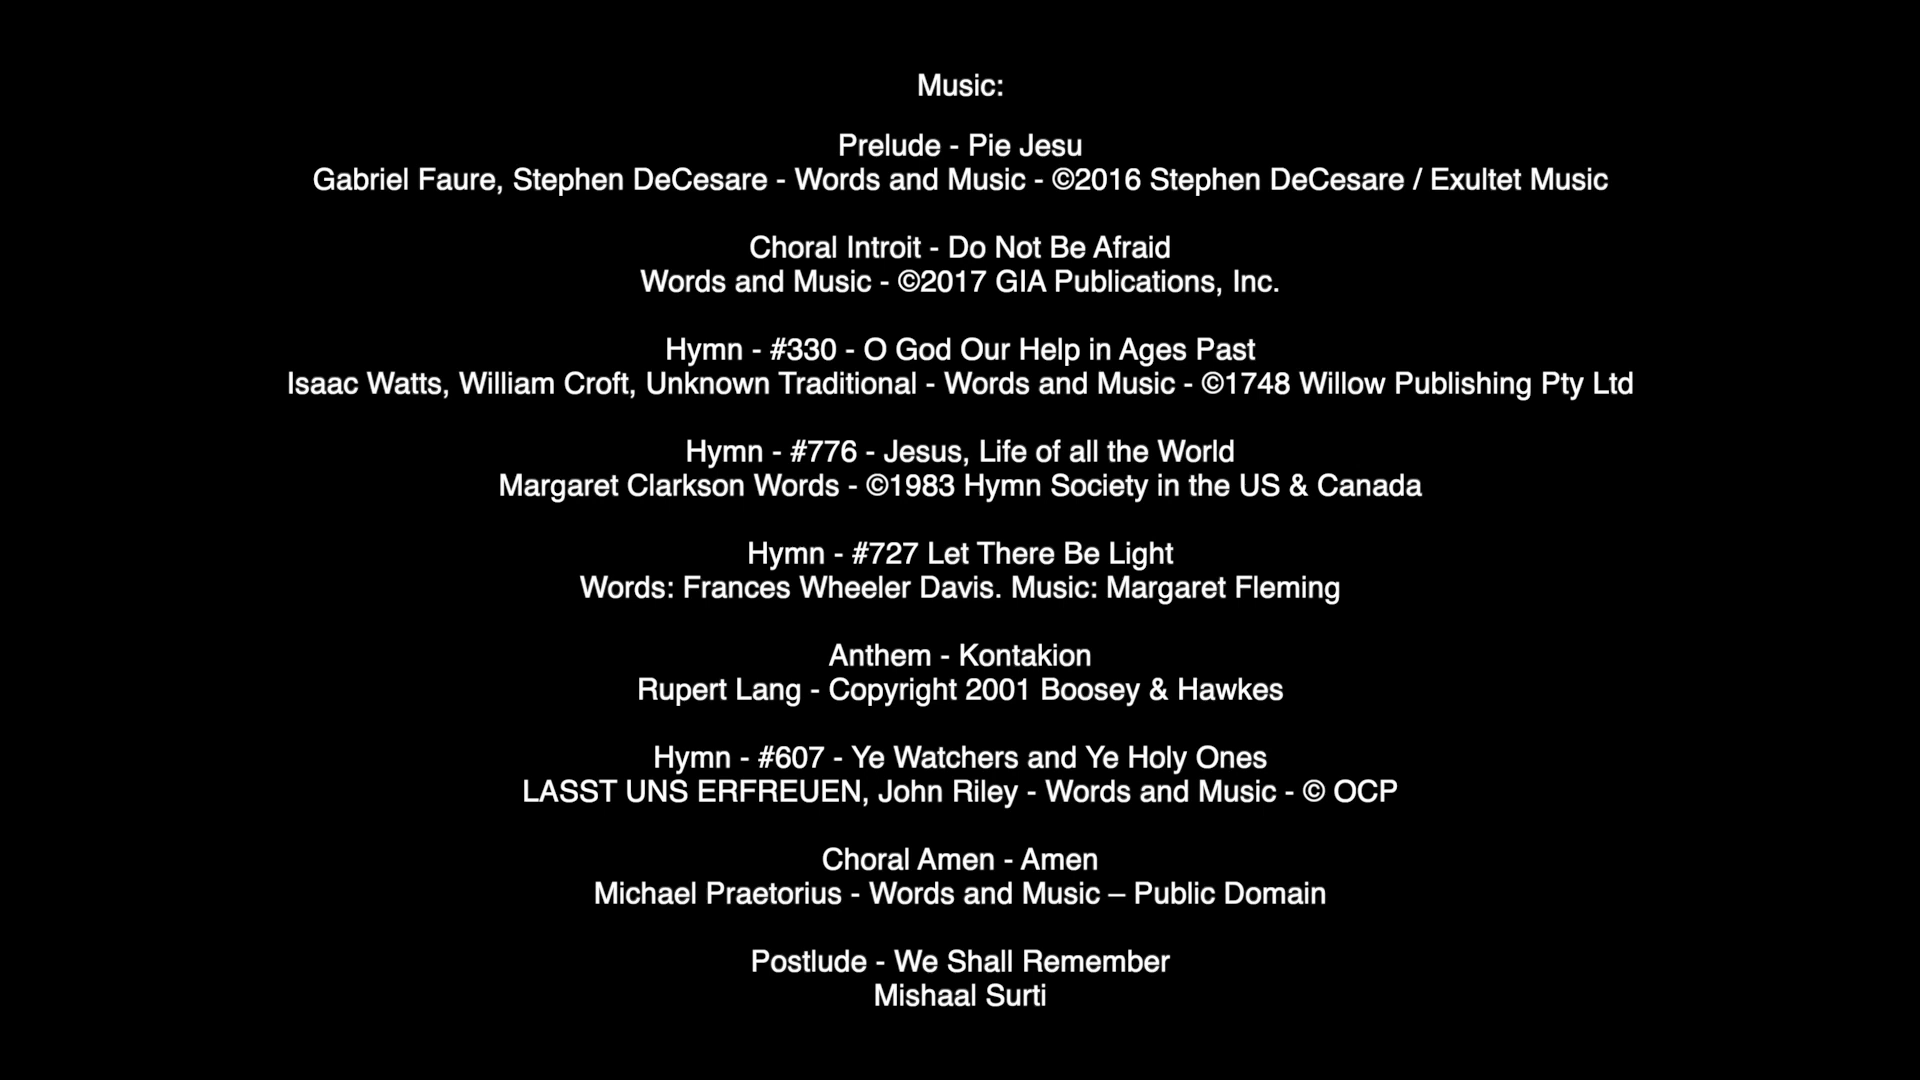 Music:
Prelude - Pie Jesu
Gabriel Faure, Stephen DeCesare - Words and Music - ©2016 Stephen DeCesare / Exultet Music
Choral Introit - Do Not Be Afraid
Words and Music - ©2017 GIA Publications, Inc.
Hymn - #330 - O God Our Help in Ages Past
Isaac Watts, William Croft, Unknown Traditional - Words and Music - ©1748 Willow Publishing Pty Ltd
Hymn - #776 - Jesus, Life of all the World
Margaret Clarkson Words - ©1983 Hymn Society in the US & Canada
Hymn - #727 Let There Be Light
Words: Frances Wheeler Davis. Music: Margaret Fleming
Anthem - Kontakion
Rupert Lang - Copyright 2001 Boosey & Hawkes
Hymn - #607 - Ye Watchers and Ye Holy Ones
LASST UNS ERFREUEN, John Riley - Words and Music - © OCP
Choral Amen - Amen
Michael Praetorius - Words and Music – Public Domain
Postlude - We Shall Remember
Mishaal Surti